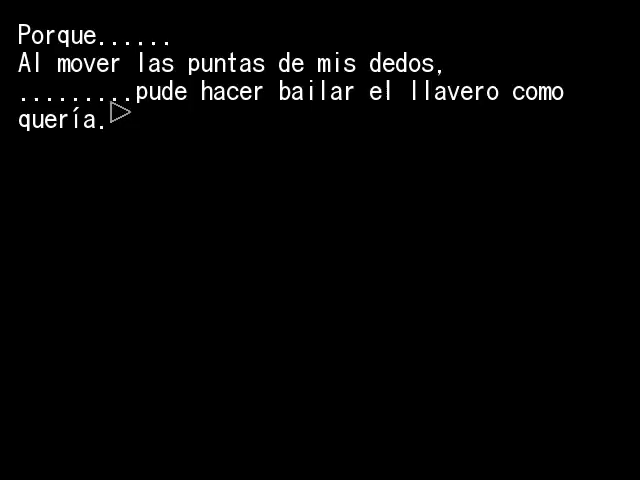 Porque......
Al mover las puntas de mis dedos,
.........pude hacer bailar el llavero como
quería.